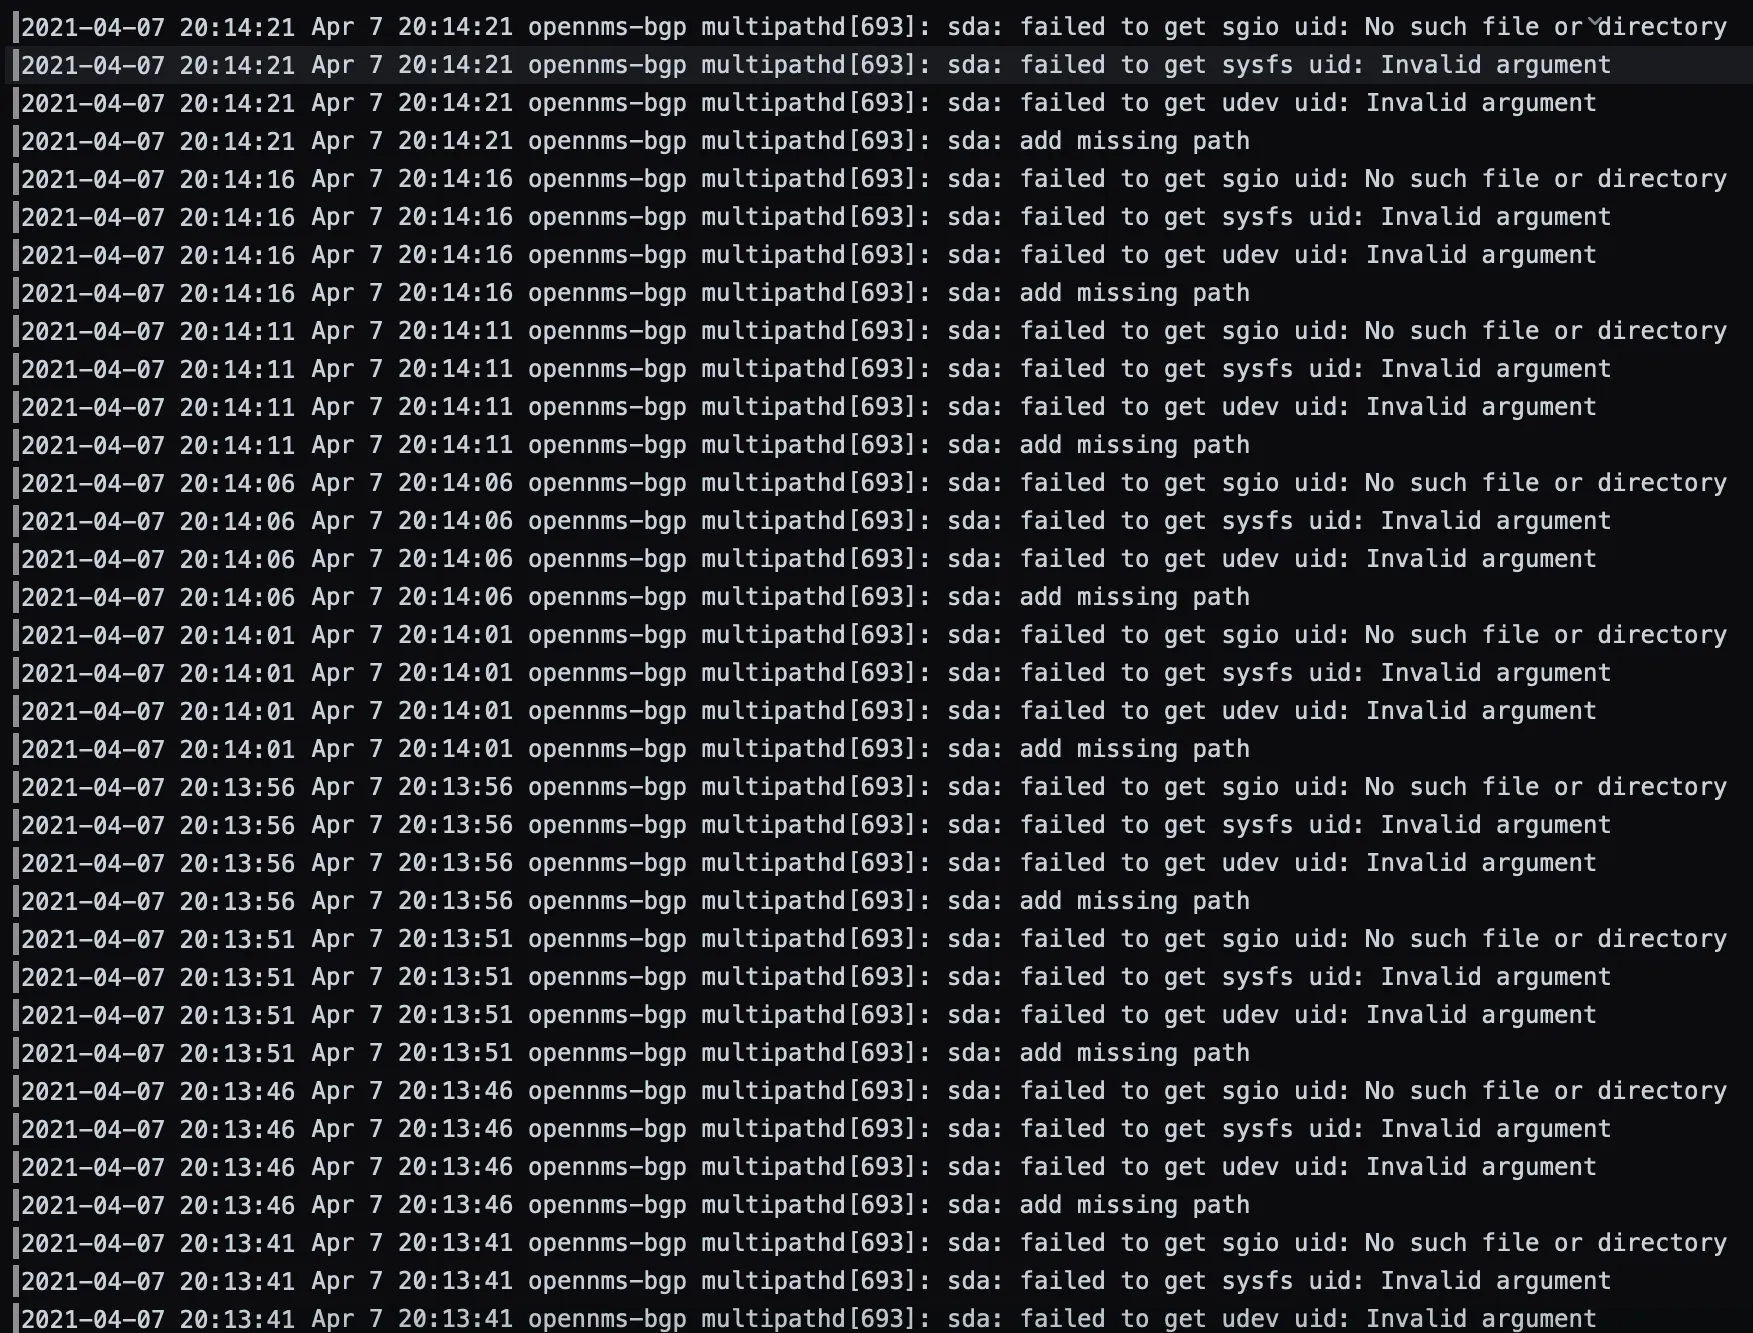 2021-04-07 20:14:21 Apr 7 20:14:21 opennms-bgp multipathd[693]: sda: failed to get sgio uid: No such file or directory
2021-04-07 20:14:21 Apr 7 20:14:21 opennms-bgp multipathd[693]: sda: failed to get sysfs uid: Invalid argument
2021-04-07 20:14:21 Apr 7 20:14:21 opennms-bgp multipathd[693]: sda: failed to get udev uid: Invalid argument
2021-04-07 20:14:21 Apr 7 20:14:21 opennms-bgp multipathd[693]: sda: add missing path
2021-04-07 20:14:16 Apr 7 20:14:16 opennms-bgp multipathd[693]: sda: failed to get sgio uid: No such file or directory
2021-04-07 20:14:16 Apr 7 20:14:16 opennms-bgp multipathd[693]: sda: failed to get sysfs uid: Invalid argument
2021-04-07 20:14:16 Apr 7 20:14:16 opennms-bgp multipathd[693]: sda: failed to get udev uid: Invalid argument
2021-04-07 20:14:16 Apr 7 20:14:16 opennms-bgp multipathd[693]: sda: add missing path
2021-04-07 20:14:11 Apr 7 20:14:11 opennms-bgp multipathd[693]: sda: failed to get sgio uid: No such file or directory
2021-04-07 20:14:11 Apr 7 20:14:11 opennms-bgp multipathd[693]: sda: failed to get sysfs uid: Invalid argument
2021-04-07 20:14:11 Apr 7 20:14:11 opennms-bgp multipathd[693]: sda: failed to get udev uid: Invalid argument
2021-04-07 20:14:11 Apr 7 20:14:11 opennms-bgp multipathd[693]: sda: add missing path
2021-04-07 20:14:06 Apr 7 20:14:06 opennms-bgp multipathd[693]: sda: failed to get sgio uid: No such file or directory
2021-04-07 20:14:06 Apr 7 20:14:06 opennms-bgp multipathd[693]: sda: failed to get sysfs uid: Invalid argument
2021-04-07 20:14:06 Apr 7 20:14:06 opennms-bgp multipathd[693]: sda: failed to get udev uid: Invalid argument
2021-04-07 20:14:06 Apr 7 20:14:06 opennms-bgp multipathd[693]: sda: add missing path
2021-04-07 20:14:01 Apr 7 20:14:01 opennms-bgp multipathd[693]: sda: failed to get sgio uid: No such file or directory
2021-04-07 20:14:01 Apr 7 20:14:01 opennms-bgp multipathd[693]: sda: failed to get sysfs uid: Invalid argument
2021-04-07 20:14:01 Apr 7 20:14:01 opennms-bgp multipathd[693]: sda: failed to get udev uid: Invalid argument
2021-04-07 20:14:01 Apr 7 20:14:01 opennms-bgp multipathd[693]: sda: add missing path
2021-04-07 20:13:56 Apr 7 20:13:56 opennms-bgp multipathd[693]: sda: failed to get sgio uid: No such file or directory
2021-04-07 20:13:56 Apr 7 20:13:56 opennms-bgp multipathd[693]: sda: failed to get sysfs uid: Invalid argument
2021-04-07 20:13:56 Apr 7 20:13:56 opennms-bgp multipathd[693]: sda: failed to get udev uid: Invalid argument
2021-04-07 20:13:56 Apr 7 20:13:56 opennms-bgp multipathd[693]: sda: add missing path
2021-04-07 20:13:51 Apr 7 20:13:51 opennms-bgp multipathd[693]: sda: failed to get sgio uid: No such file or directory
2021-04-07 20:13:51 Apr 7 20:13:51 opennms-bgp multipathd[693]: sda: failed to get sysfs uid: Invalid argument
2021-04-07 20:13:51 Apr 7 20:13:51 opennms-bgp multipathd[693]: sda: failed to get udev uid: Invalid argument
2021-04-07 20:13:51 Apr 7 20:13:51 opennms-bgp multipathd[693]: sda: add missing path
2021-04-07 20:13:46 Apr 7 20:13:46 opennms-bgp multipathd[693]: sda: failed to get sgio uid: No such file or directory
2021-04-07 20:13:46 Apr 7 20:13:46 opennms-bgp multipathd[693]: sda: failed to get sysfs uid: Invalid argument
2021-04-07 20:13:46 Apr 7 20:13:46 opennms-bgp multipathd[693]: sda: failed to get udev uid: Invalid argument
2021-04-07 20:13:46 Apr 7 20:13:46 opennms-bgp multipathd[693]: sda: add missing path
2021-04-07 20:13:41 Apr 7 20:13:41 opennms-bgp multipathd[693]: sda: failed to get sgio uid: No such file or directory
2021-04-07 20:13:41 Apr 7 20:13:41 opennms-bgp multipathd[693]: sda: failed to get sysfs uid: Invalid argument
2021-04-07 20:13:41 Apr 7 20:13:41 opennms-bgp multipathd[693]: sda: failed to get udev uid: Invalid argument